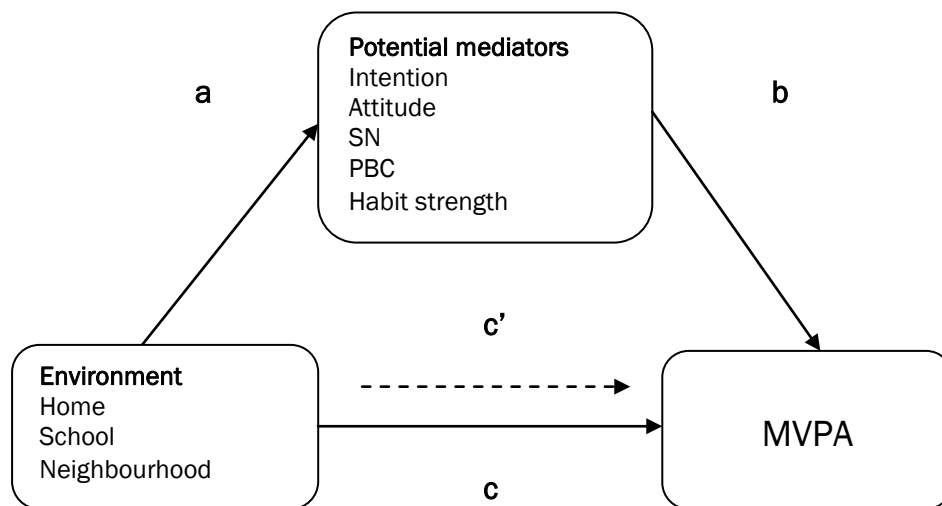 Potential mediators
Intention
Attitude
SN
PBC
Habit strength
a
b
c’
Environment
Home
School
Neighbourhood
MVPA
c